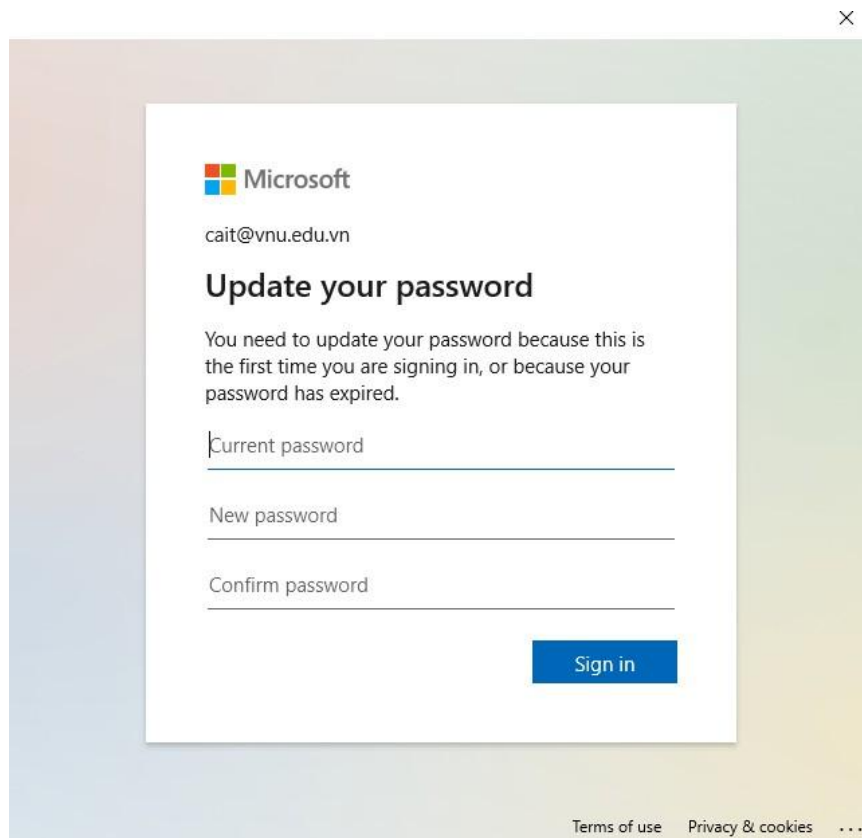 Microsoft
cait@vnu.edu.vn
Update your password
You need to update your password because this is
the first time you are signing in, or because your
password has expired.
Current password
New password
Confirm password
Sign in
Terms of use Privacy & cookies ...